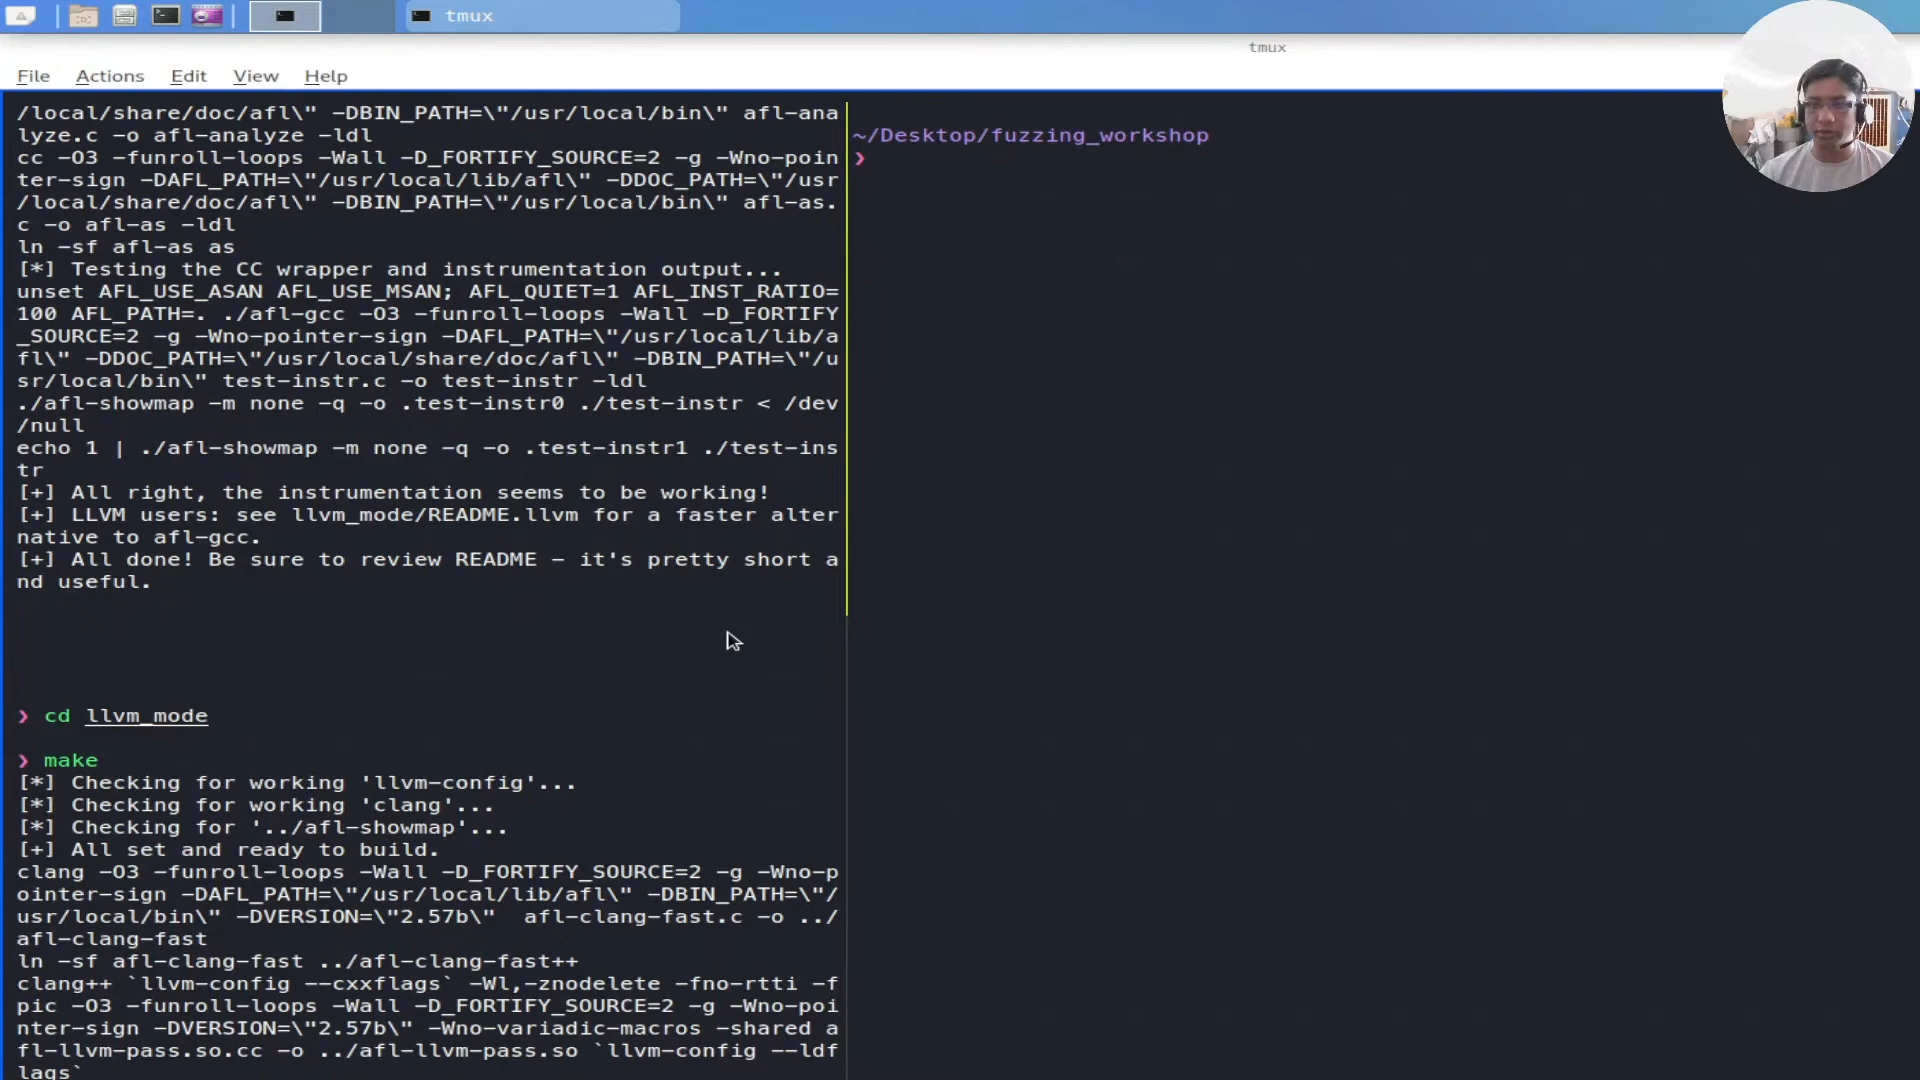 tmux
tmux
File Actions Edit View Help
/local/share/doc/afl\" -DBIN_PATH=\"/usr/local/bin\" afl-ana
lyze.c -o afl-analyze -ldl
cc -O3 -funroll-loops -Wall -D_FORTIFY_SOURCE=2 -g -Wno-poin
ter-sign -DAFL_PATH=\"/usr/local/lib/afl\" -DDOC_PATH=\"/usr
/local/share/doc/afl\" -DBIN_PATH=\"/usr/local/bin\" afl-as.
c -o afl-as -ldl
ln -sf afl-as as
[*] Testing the CC wrapper and instrumentation output...
unset AFL_USE_ASAN AFL_USE_MSAN; AFL_QUIET=1 AFL_INST_RATIO=
100 AFL_PATH=. ./afl-gcc -O3 -funroll-loops -Wall -D_FORTIFY
_SOURCE=2 -g -Wno-pointer-sign -DAFL_PATH=\"/usr/local/lib/a
fl\" -DDOC_PATH=\"/usr/local/share/doc/afl\" -DBIN_PATH=\"/u
sr/local/bin\" test-instr.c -o test-instr -ldl
./afl-showmap -m none -q -o .test-instr0 ./test-instr < /dev
/null
echo 1 | ./afl-showmap -m none -q -o .test-instr1 ./test-ins
tr
[+] All right, the instrumentation seems to be working!
[+] LLVM users: see llvm_mode/README.llvm for a faster alter
native to afl-gcc.
[+] All done! Be sure to review README - it's pretty short a
nd useful.
❯ cd llvm_mode
❯ make
[*] Checking for working 'llvm-config'...
[*] Checking for working 'clang'...
[*] Checking for '../afl-showmap'...
[+] All set and ready to build.
clang -O3 -funroll-loops -Wall -D_FORTIFY_SOURCE=2 -g -Wno-p
ointer-sign -DAFL_PATH=\"/usr/local/lib/afl\" -DBIN_PATH=\"/
usr/local/bin\" -DVERSION=\"2.57b\"  afl-clang-fast.c -o ../
afl-clang-fast
ln -sf afl-clang-fast ../afl-clang-fast++
clang++ `llvm-config --cxxflags` -Wl,-znodelete -fno-rtti -f
pic -O3 -funroll-loops -Wall -D_FORTIFY_SOURCE=2 -g -Wno-poi
nter-sign -DVERSION=\"2.57b\" -Wno-variadic-macros -shared a
fl-llvm-pass.so.cc -o ../afl-llvm-pass.so `llvm-config --ldf
lags`
~/Desktop/fuzzing_workshop
❯